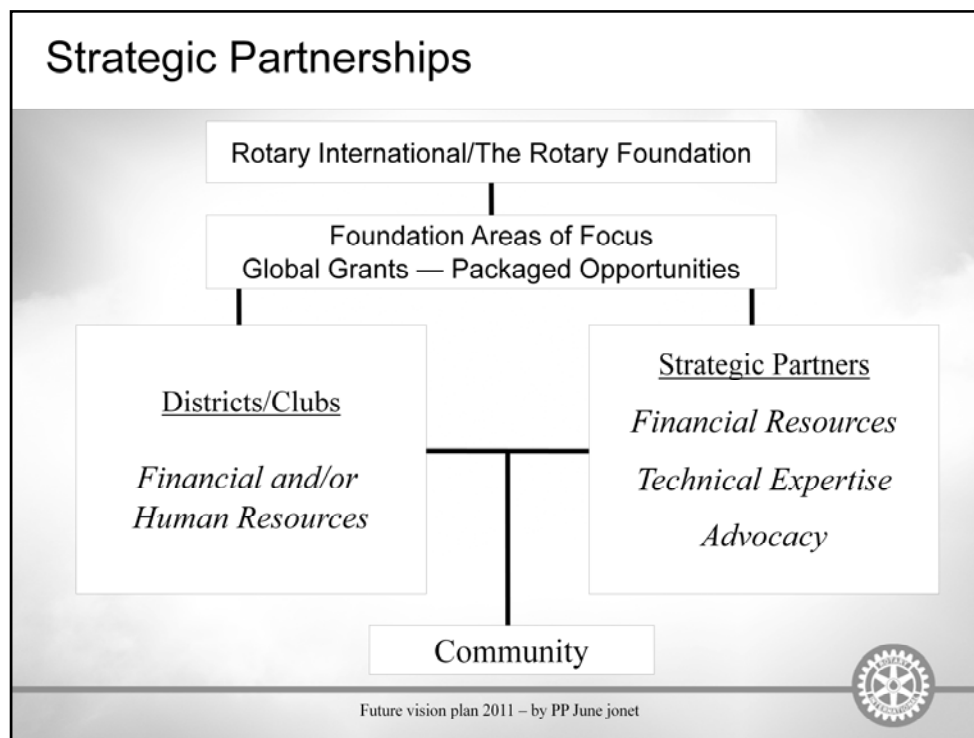 Strategic Partnerships
Rotary International/The Rotary Foundation
Foundation Areas of Focus
Global Grants — Packaged Opportunities
Districts/Clubs
Financial and/or
Human Resources
Strategic Partners
Financial Resources
Technical Expertise
Advocacy
Community
Future vision plan 2011 – by PP June jonet
ROTARY
INTERNATIONAL